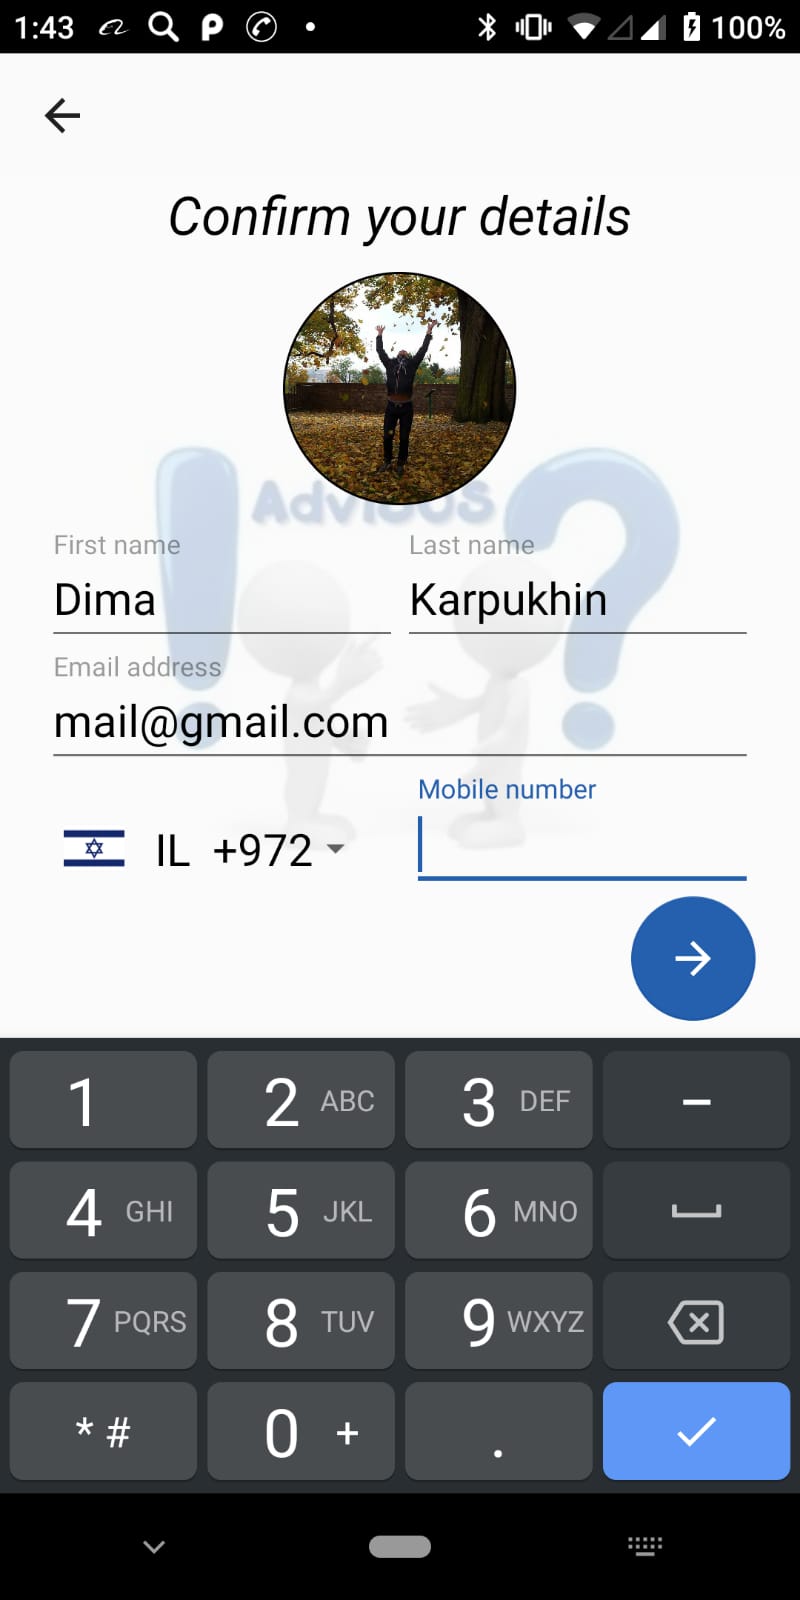 1:43 100%
Confirm your details
Advices
First name Last name
Dima Karpukhin
Email address
mail@gmail.com
Mobile number
IL +972
1 2 ABC 3 DEF –
4 GHI 5 JKL 6 MNO
7 PQRS 8 TUV 9 WXYZ
* # 0 + .